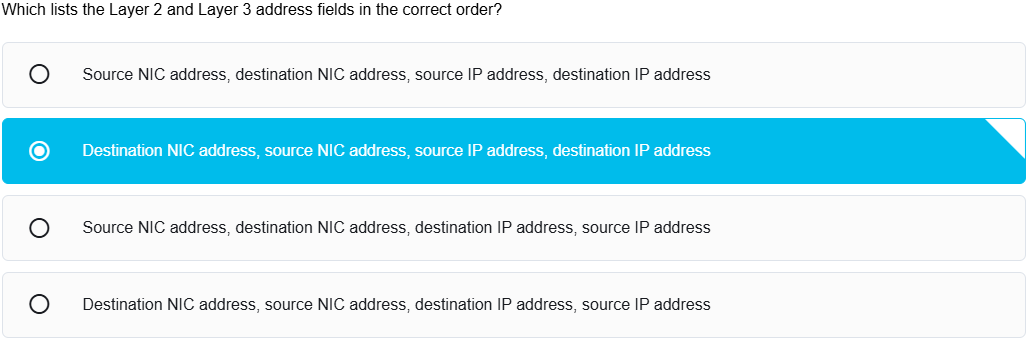 Which lists the Layer 2 and Layer 3 address fields in the correct order?
Source NIC address, destination NIC address, source IP address, destination IP address
Destination NIC address, source NIC address, source IP address, destination IP address
Source NIC address, destination NIC address, destination IP address, source IP address
Destination NIC address, source NIC address, destination IP address, source IP address